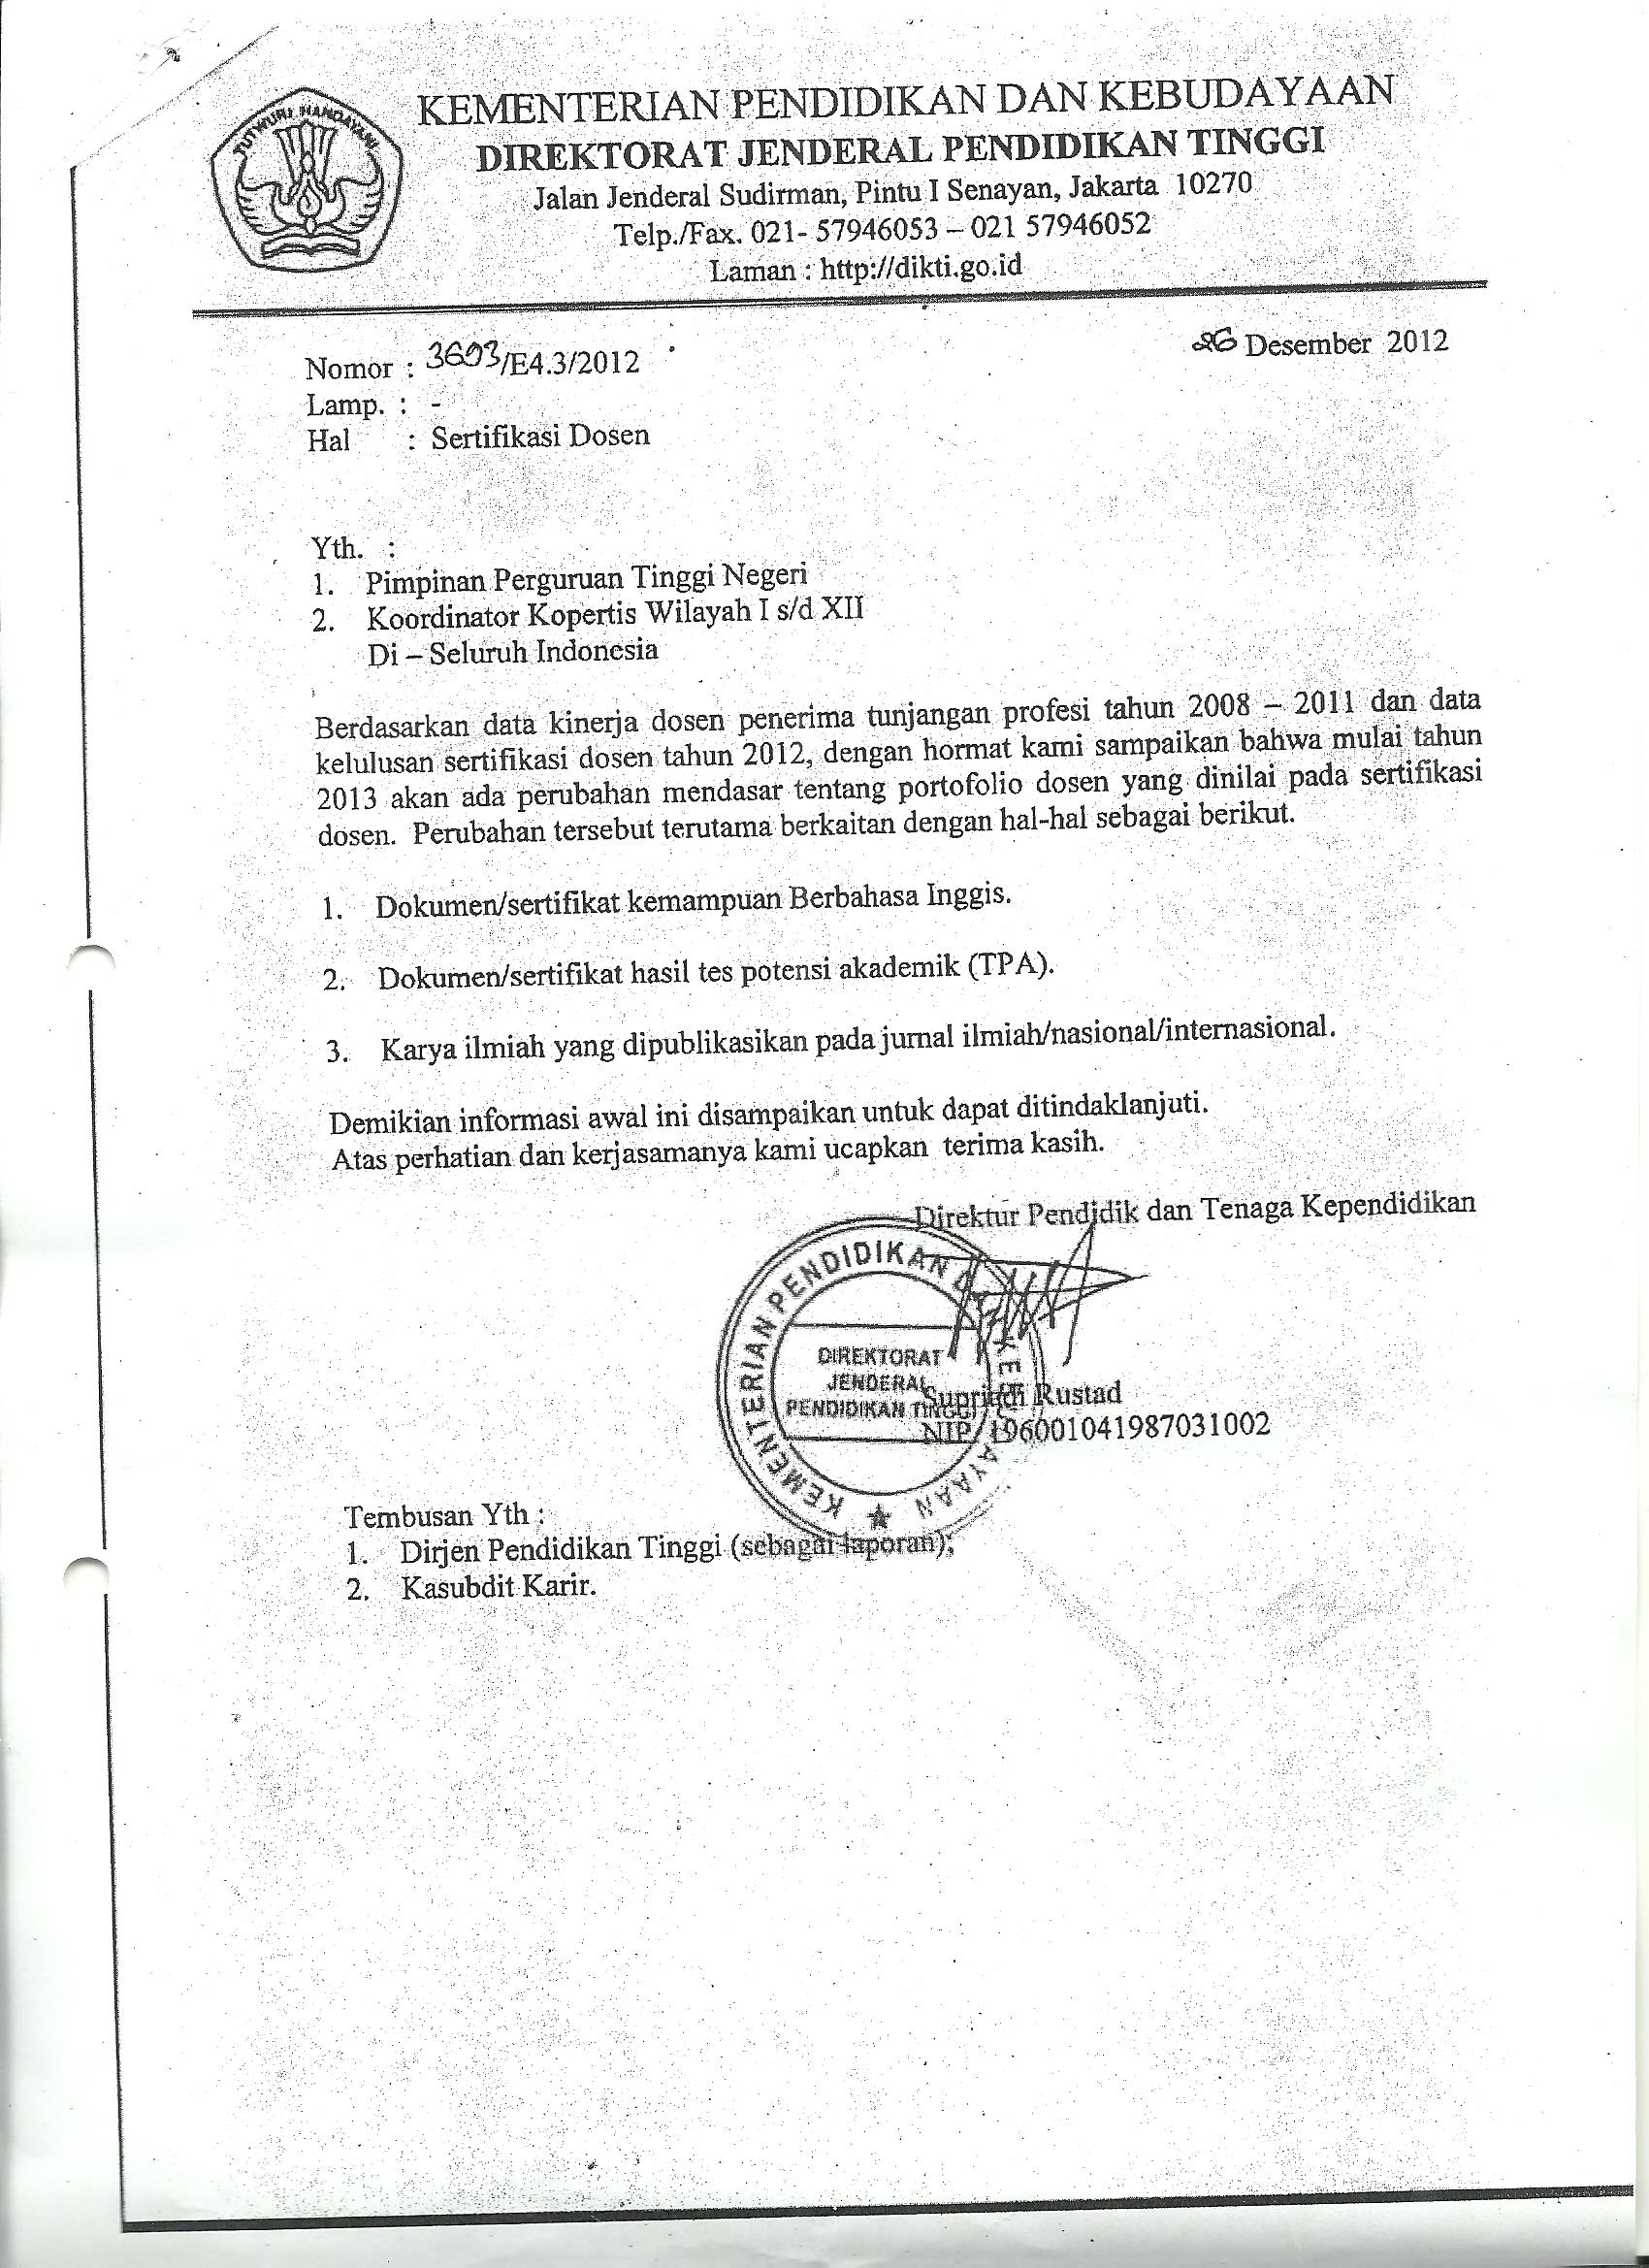 TUT WURI HANDAYANI
KEMENTERIAN PENDIDIKAN DAN KEBUDAYAAN
DIREKTORAT JENDERAL PENDIDIKAN TINGGI
Jalan Jenderal Sudirman, Pintu I Senayan, Jakarta 10270
Telp./Fax. 021- 57946053 – 021 57946052
Laman : http://dikti.go.id
26 Desember 2012
Nomor : 3603/E4.3/2012
Lamp. : -
Hal : Sertifikasi Dosen
Yth. :
1. Pimpinan Perguruan Tinggi Negeri
2. Koordinator Kopertis Wilayah I s/d XII
Di – Seluruh Indonesia
Berdasarkan data kinerja dosen penerima tunjangan profesi tahun 2008 – 2011 dan data
kelulusan sertifikasi dosen tahun 2012, dengan hormat kami sampaikan bahwa mulai tahun
2013 akan ada perubahan mendasar tentang portofolio dosen yang dinilai pada sertifikasi
dosen. Perubahan tersebut terutama berkaitan dengan hal-hal sebagai berikut.
1. Dokumen/sertifikat kemampuan Berbahasa Inggis.
2. Dokumen/sertifikat hasil tes potensi akademik (TPA).
3. Karya ilmiah yang dipublikasikan pada jurnal ilmiah/nasional/internasional.
Demikian informasi awal ini disampaikan untuk dapat ditindaklanjuti.
Atas perhatian dan kerjasamanya kami ucapkan terima kasih.
Direktur Pendidik dan Tenaga Kependidikan
KEMENTERIAN PENDIDIKAN
DIREKTORAT
JENDERAL
PENDIDIKAN TINGGI
Supriadi Rustad
NIP 196001041987031002
Tembusan Yth :
1. Dirjen Pendidikan Tinggi (sebagai laporan);
2. Kasubdit Karir.